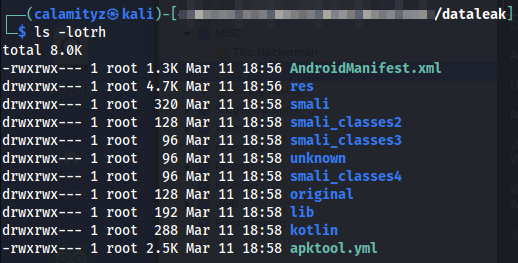 (calamityz㉿kali)-[ /dataleak]
$ ls -lotrh
MISC
The Hackerman
total 8.0K
-rwxrwx--- 1 root 1.3K Mar 11 18:56 AndroidManifest.xml
drwxrwx--- 1 root 4.7K Mar 11 18:56 res
drwxrwx--- 1 root  320 Mar 11 18:58 smali
drwxrwx--- 1 root  128 Mar 11 18:58 smali_classes2
drwxrwx--- 1 root   96 Mar 11 18:58 smali_classes3
drwxrwx--- 1 root   96 Mar 11 18:58 unknown
drwxrwx--- 1 root   96 Mar 11 18:58 smali_classes4
drwxrwx--- 1 root  128 Mar 11 18:58 original
drwxrwx--- 1 root  192 Mar 11 18:58 lib
drwxrwx--- 1 root  288 Mar 11 18:58 kotlin
-rwxrwx--- 1 root 2.5K Mar 11 18:58 apktool.yml